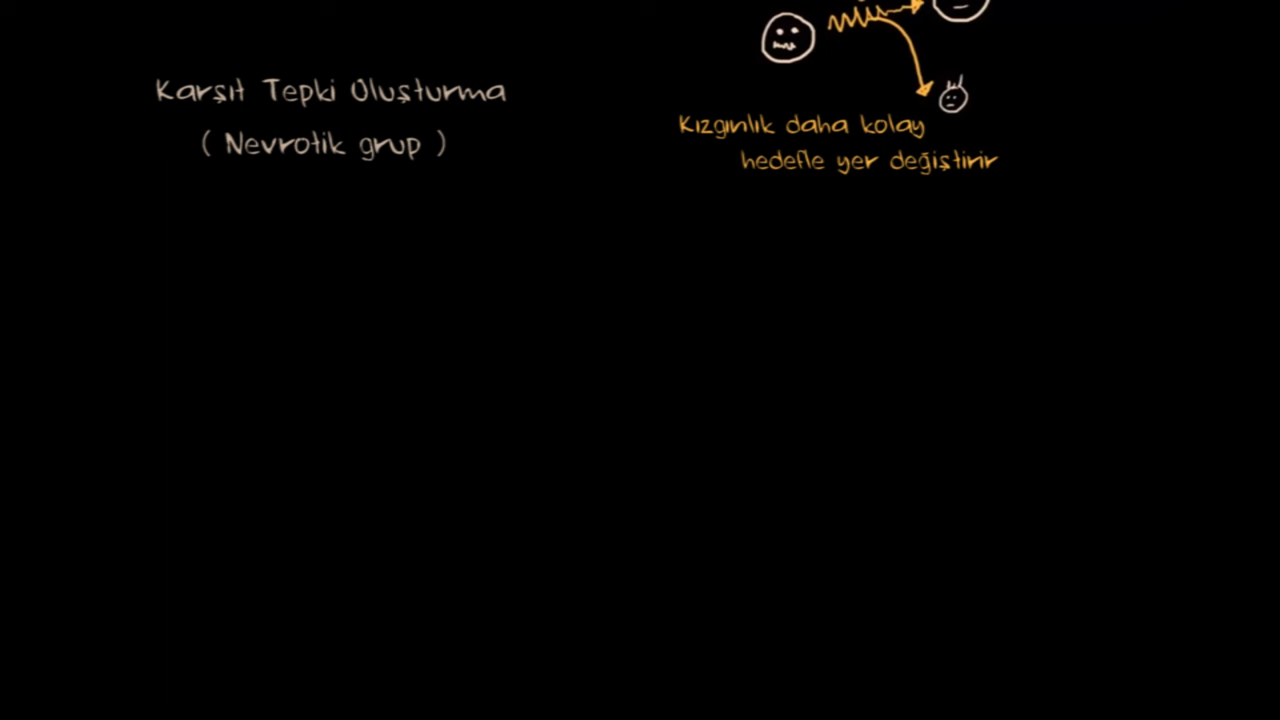 Karşıt Tepki Oluşturma
( Nevrotik grup )
Kızgınlık daha kolay
hedefle yer değiştirir